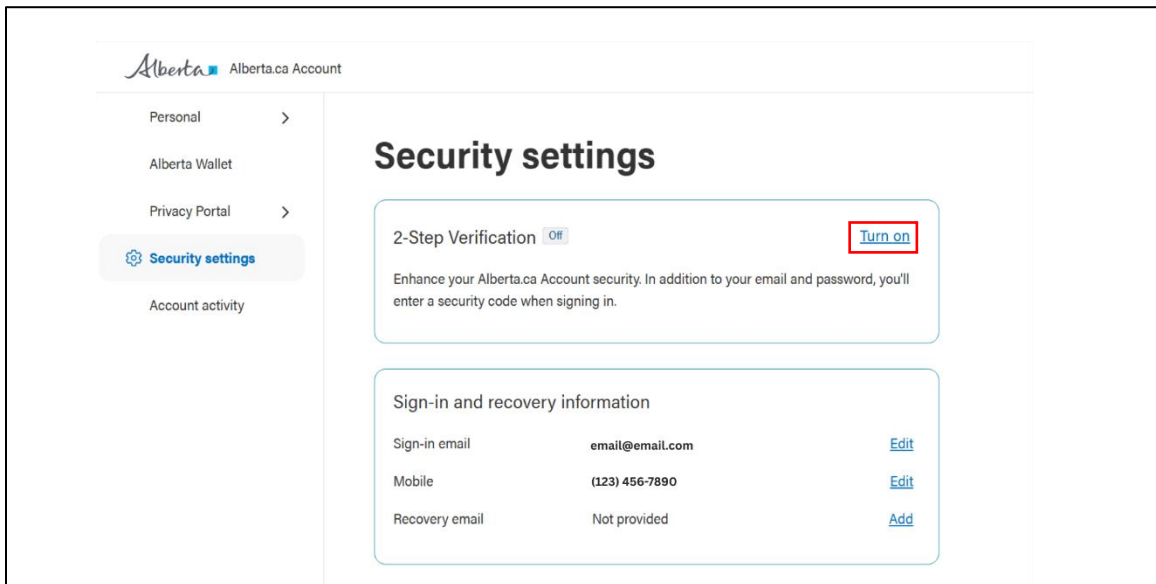 Alberta Alberta.ca Account
Personal
Alberta Wallet
Privacy Portal
Security settings
Account activity
Security settings
2-Step Verification Off Turn on
Enhance your Alberta.ca Account security. In addition to your email and password, you'll
enter a security code when signing in.
Sign-in and recovery information
Sign-in email email@email.com Edit
Mobile (123) 456-7890 Edit
Recovery email Not provided Add